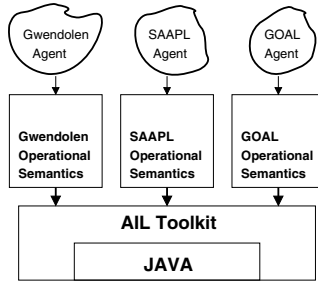 Gwendolen
Agent
SAAPL
Agent
GOAL
Agent
Gwendolen
Operational
Semantics
SAAPL
Operational
Semantics
GOAL
Operational
Semantics
AIL Toolkit
JAVA